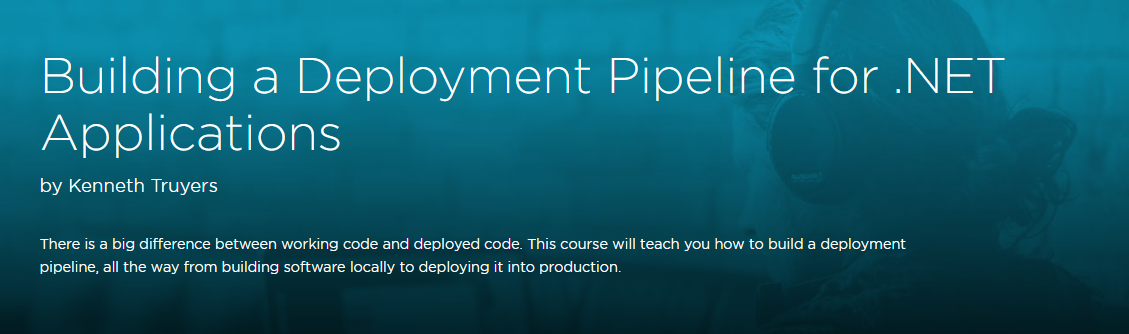 Building a Deployment Pipeline for .NET
Applications
by Kenneth Truyers
There is a big difference between working code and deployed code. This course will teach you how to build a deployment
pipeline, all the way from building software locally to deploying it into production.